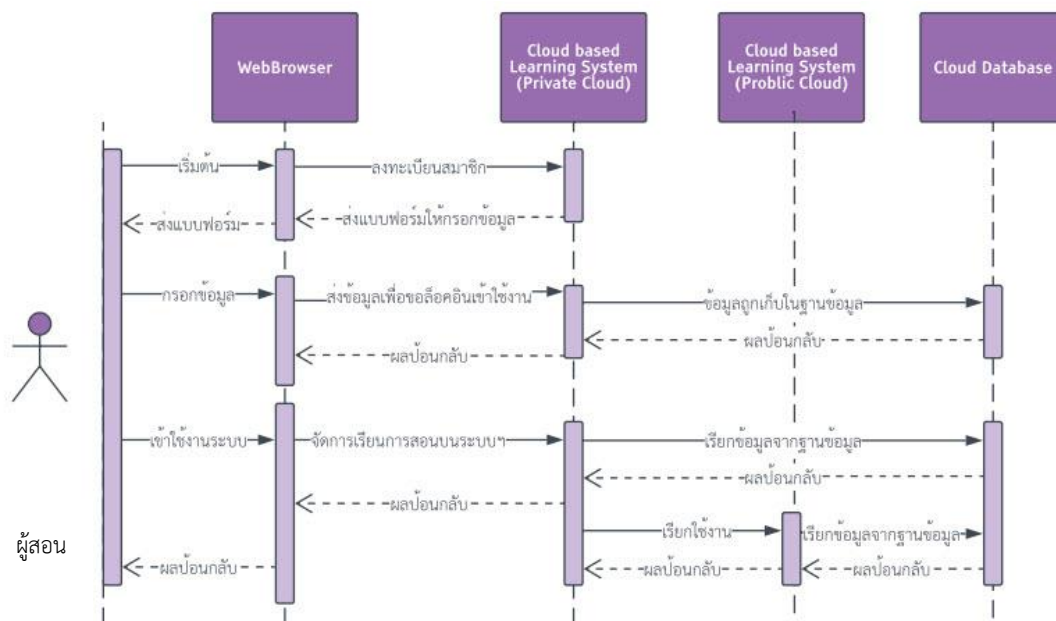 WebBrowser
Cloud based
Learning System
(Private Cloud)
Cloud based
Learning System
(Problic Cloud)
Cloud Database
เริ่มต้น
ลงทะเบียนสมาชิก
ส่งแบบฟอร์ม
ส่งแบบฟอร์มให้กรอกข้อมูล
กรอกข้อมูล
ส่งข้อมูลเพื่อขอล็อคอินเข้าใช้งาน
ข้อมูลถูกเก็บในฐานข้อมูล
ผลป้อนกลับ
ผลป้อนกลับ
เข้าใช้งานระบบ
จัดการเรียนการสอนบนระบบฯ
เรียกข้อมูลจากฐานข้อมูล
ผลป้อนกลับ
ผลป้อนกลับ
เรียกใช้งาน
เรียกข้อมูลจากฐานข้อมูล
ผู้สอน
ผลป้อนกลับ
ผลป้อนกลับ
ผลป้อนกลับ